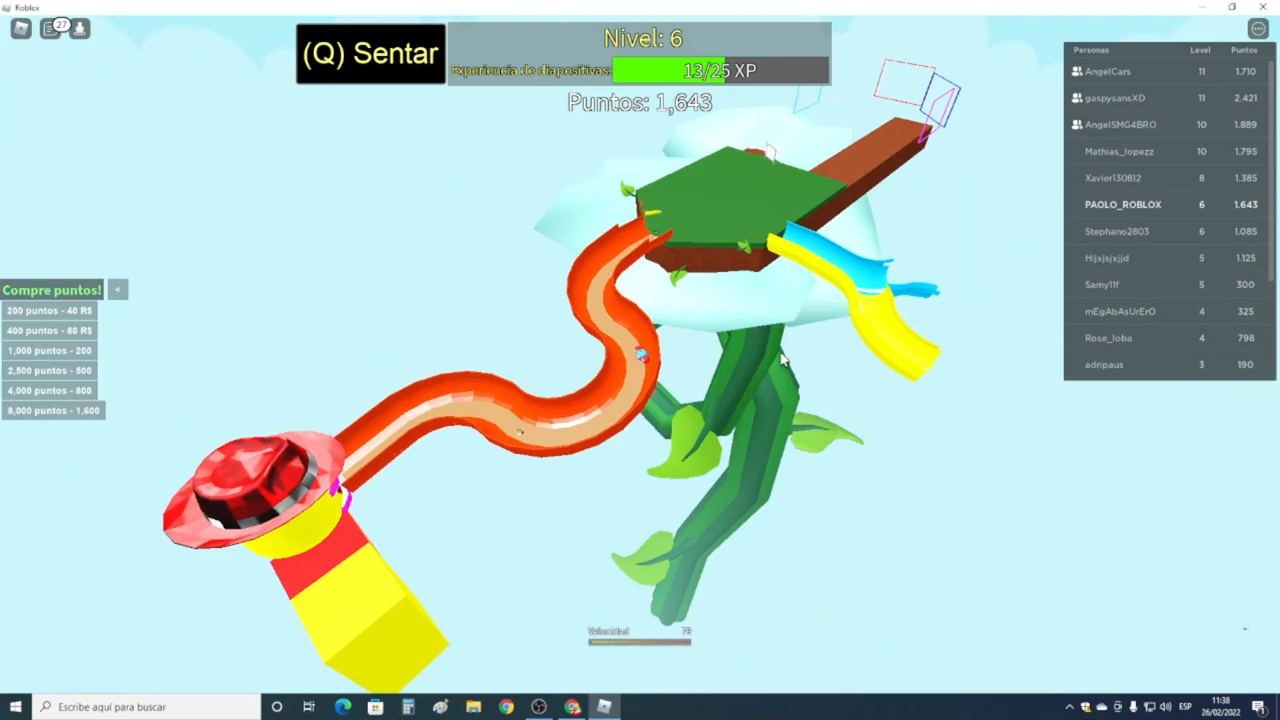 Roblox
27
(Q) Sentar
Nivel: 6
Experiencia de diapositivas:
13/25 XP
Puntos: 1,643
Personas Level Puntos
AngelCars 11 1.710
gaspysansXD 11 2.421
AngelSMG4BRO 10 1.889
Mathias_lopezz 10 1.795
Xavier130812 8 1.385
PAOLO_ROBLOX 6 1.643
Stephano2803 6 1.085
Hijxjsjxjjd 5 1.125
Samy11f 5 300
mEgAbAsUrErO 4 325
Rose_loba 4 798
adripaus 3 190
Compre puntos! <
200 puntos - 40 R$
400 puntos - 80 R$
1,000 puntos - 200
2,500 puntos - 500
4,000 puntos - 800
8,000 puntos - 1,600
Velocidad 79
Escribe aquí para buscar
ESP
11:38
26/02/2022
1